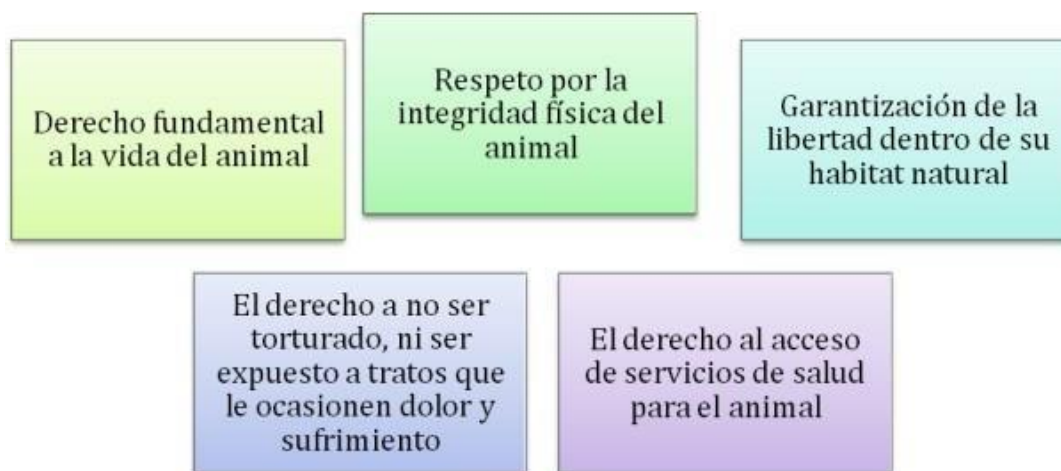 Derecho fundamental
a la vida del animal
Respeto por la
integridad física del
animal
Garantización de la
libertad dentro de su
habitat natural
El derecho a no ser
torturado, ni ser
expuesto a tratos que
le ocasionen dolor y
sufrimiento
El derecho al acceso
de servicios de salud
para el animal